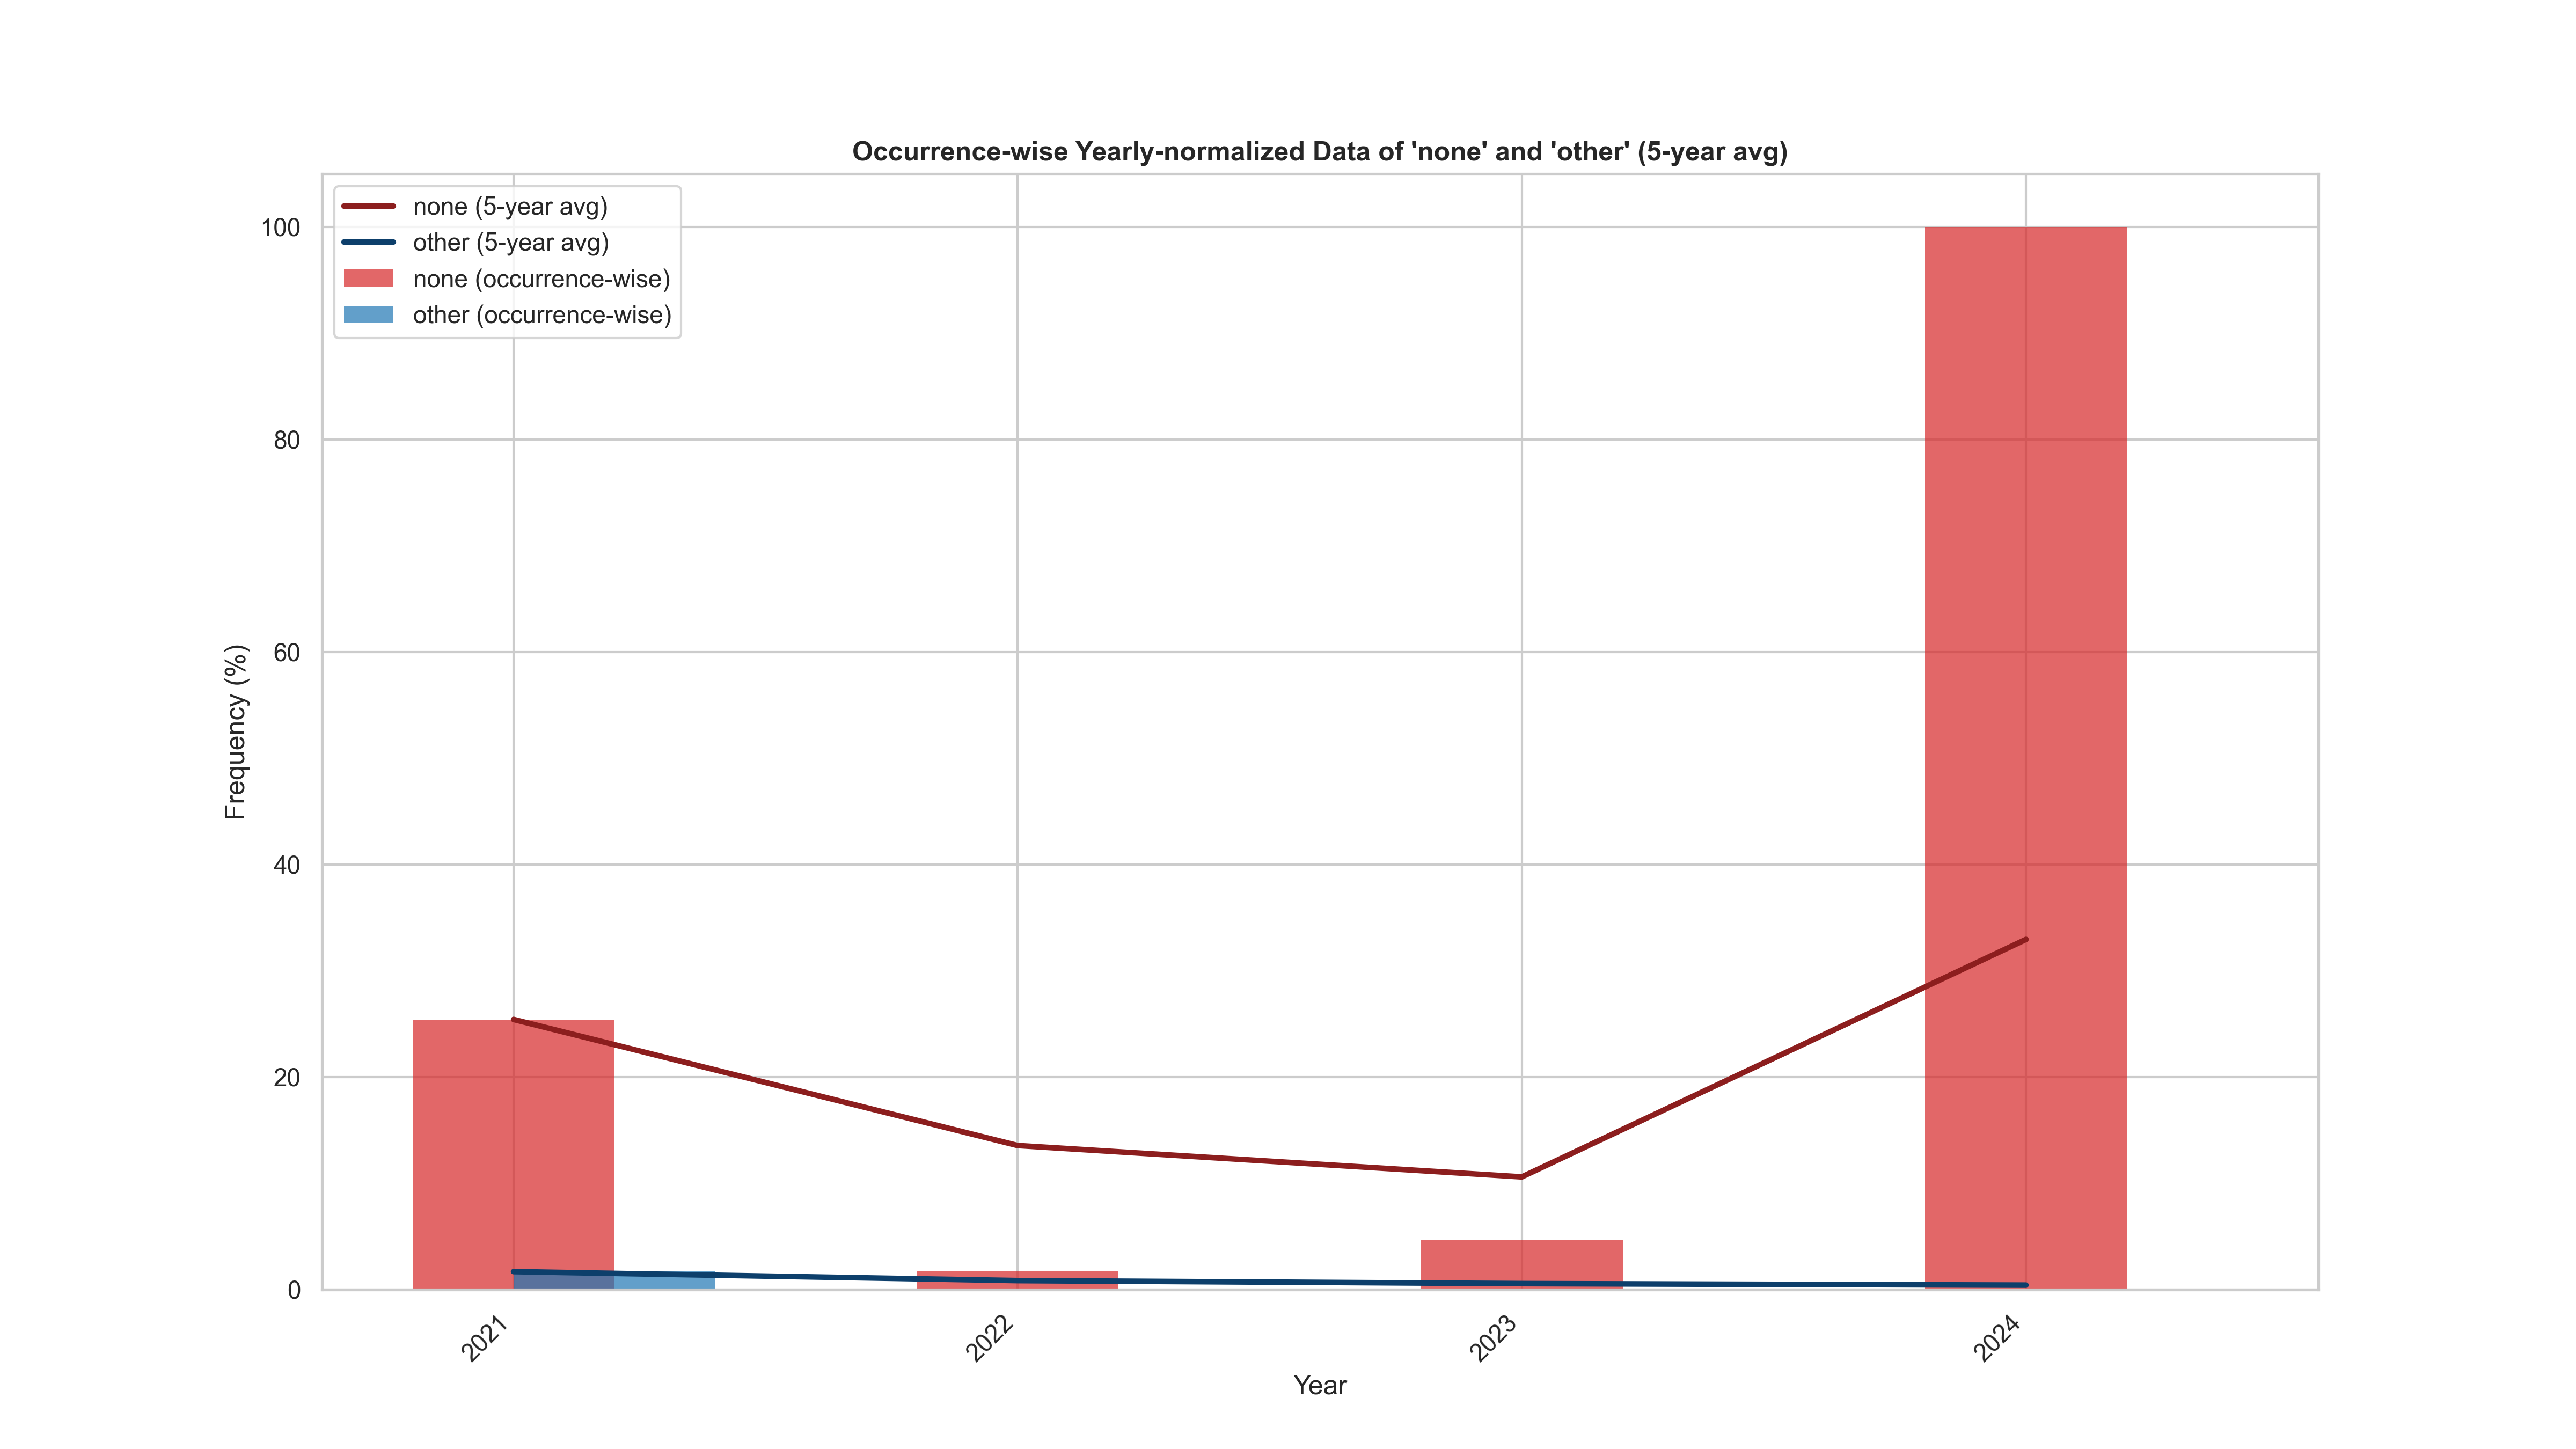 Occurrence-wise Yearly-normalized Data of 'none' and 'other' (5-year avg)
none (5-year avg)
other (5-year avg)
none (occurrence-wise)
other (occurrence-wise)
100
80
60
40
20
0
Frequency (%)
2021
2022
2023
2024
Year